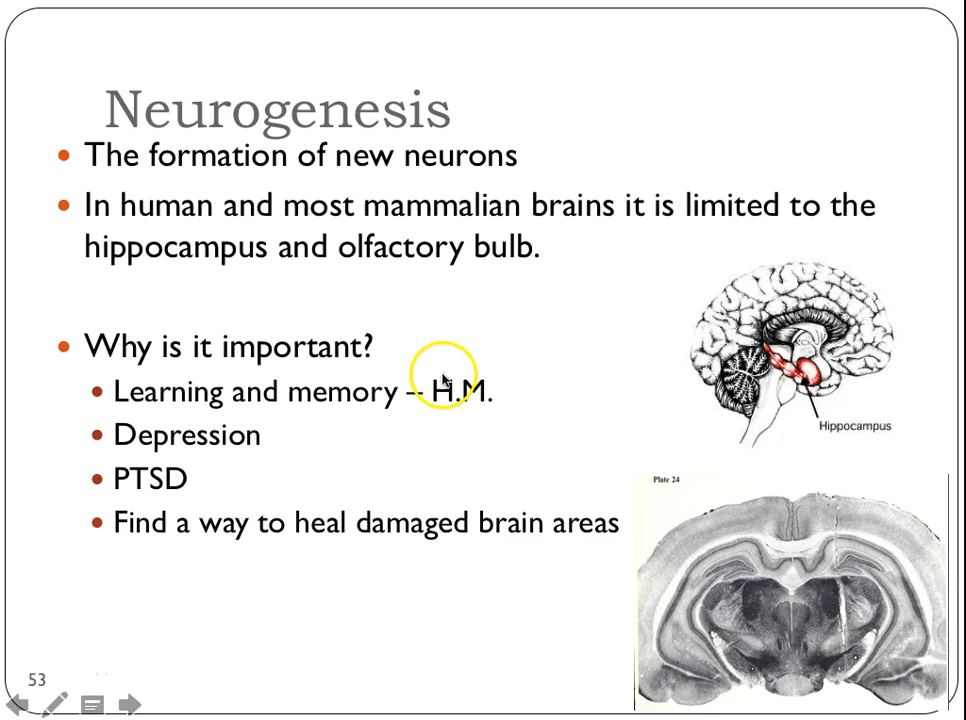 Neurogenesis
The formation of new neurons
In human and most mammalian brains it is limited to the
hippocampus and olfactory bulb.
Why is it important?
Learning and memory – H.M.
Depression
PTSD
Find a way to heal damaged brain areas
Hippocampus
Plate 24
53